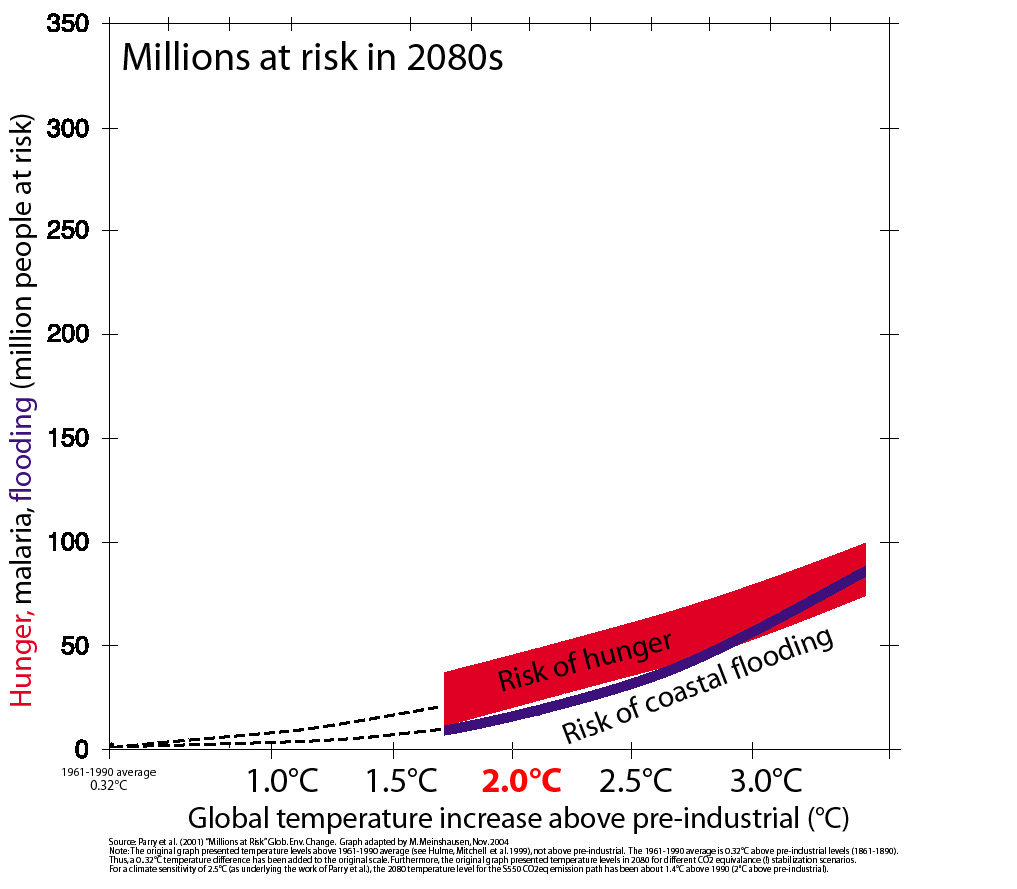 350
Millions at risk in 2080s
300
250
200
150
100
50
0
Hunger, malaria, flooding (million people at risk)
Risk of hunger
Risk of coastal flooding
1961-1990 average
0.32°C
1.0°C 1.5°C 2.0°C 2.5°C 3.0°C
Global temperature increase above pre-industrial (°C)
Source: Parry et al. (2001) "Millions at Risk" Glob. Env. Change. Graph adapted by M. Meinshausen, Nov. 2004
Note: The original graph presented temperature levels above 1961-1990 average (see Hulme, Mitchell et al. 1999), not above pre-industrial. The 1961-1990 average is 0.32°C above pre-industrial levels (1861-1890).
Thus, a 0..32°C temperature difference has been added to the original scale. Furthermore, the original graph presented temperature levels in 2080 for different CO2 equivalance (!) stabilization scenarios.
For a climate sensitivity of 2.5°C (as underlying the work of Parry et al.), the 2080 temperature level for the S550 CO2eq emission path has been about 1.4°C above 1990 (2°C above pre-industrial).